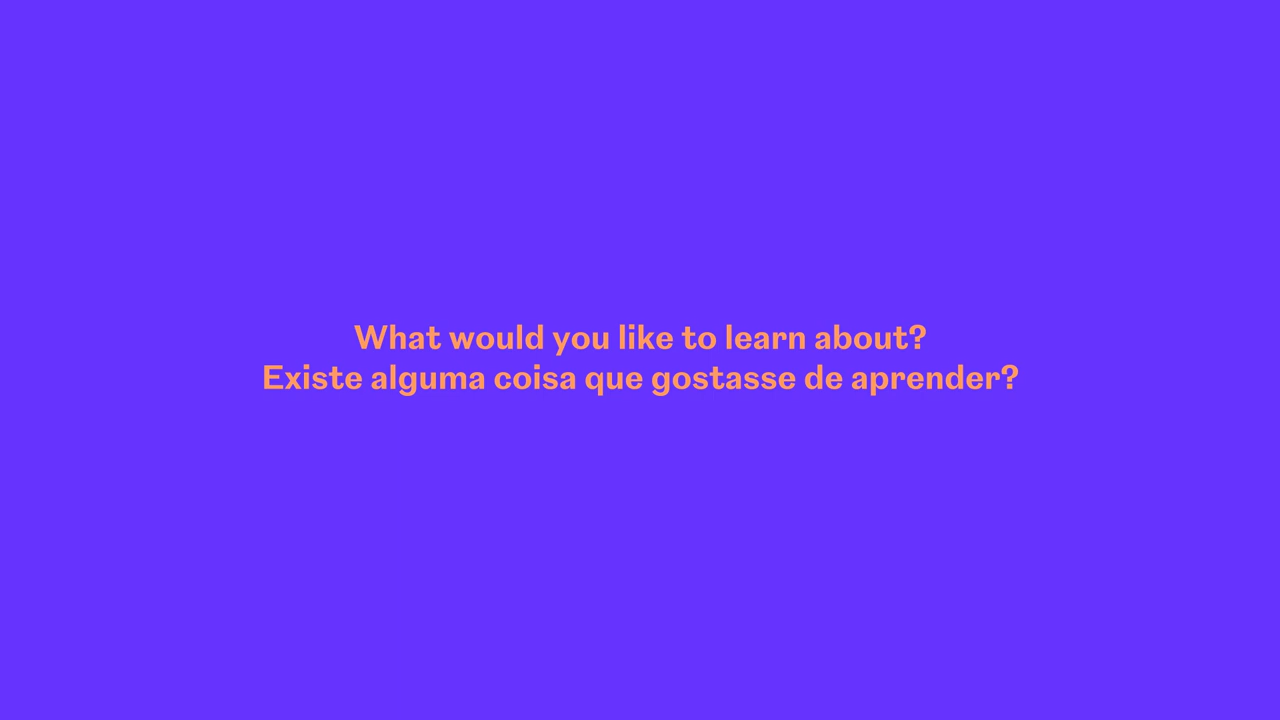 What would you like to learn about?
Existe alguma coisa que gostasse de aprender?